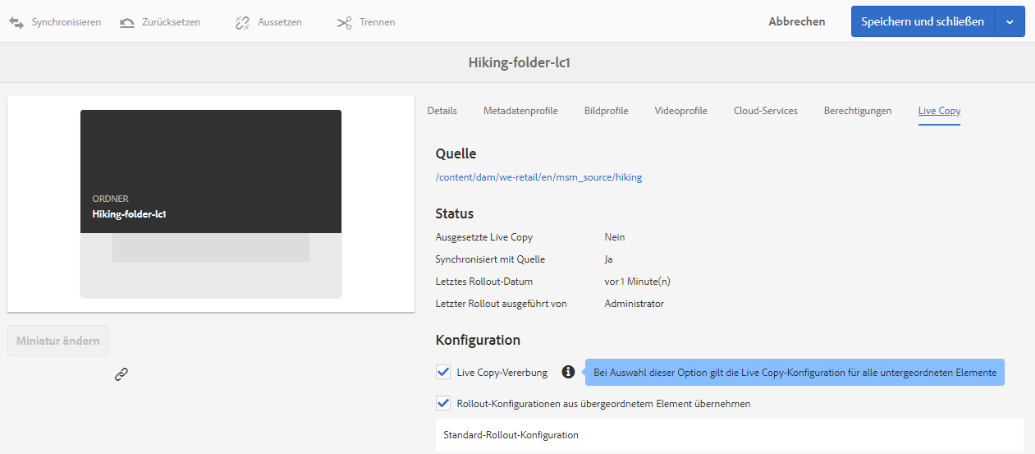 Synchronisieren Zurücksetzen Aussetzen Trennen Abbrechen Speichern und schließen
Hiking-folder-lc1
Details Metadatenprofile Bildprofile Videoprofile Cloud-Services Berechtigungen Live Copy
ORDNER
Hiking-folder-lc1
Miniatur ändern
Quelle
/content/dam/we-retail/en/msm_source/hiking
Status
Ausgesetzte Live Copy Nein
Synchronisiert mit Quelle Ja
Letztes Rollout-Datum vor 1 Minute(n)
Letzter Rollout ausgeführt von Administrator
Konfiguration
Live Copy-Vererbung Bei Auswahl dieser Option gilt die Live Copy-Konfiguration für alle untergeordneten Elemente
Rollout-Konfigurationen aus übergeordnetem Element übernehmen
Standard-Rollout-Konfiguration